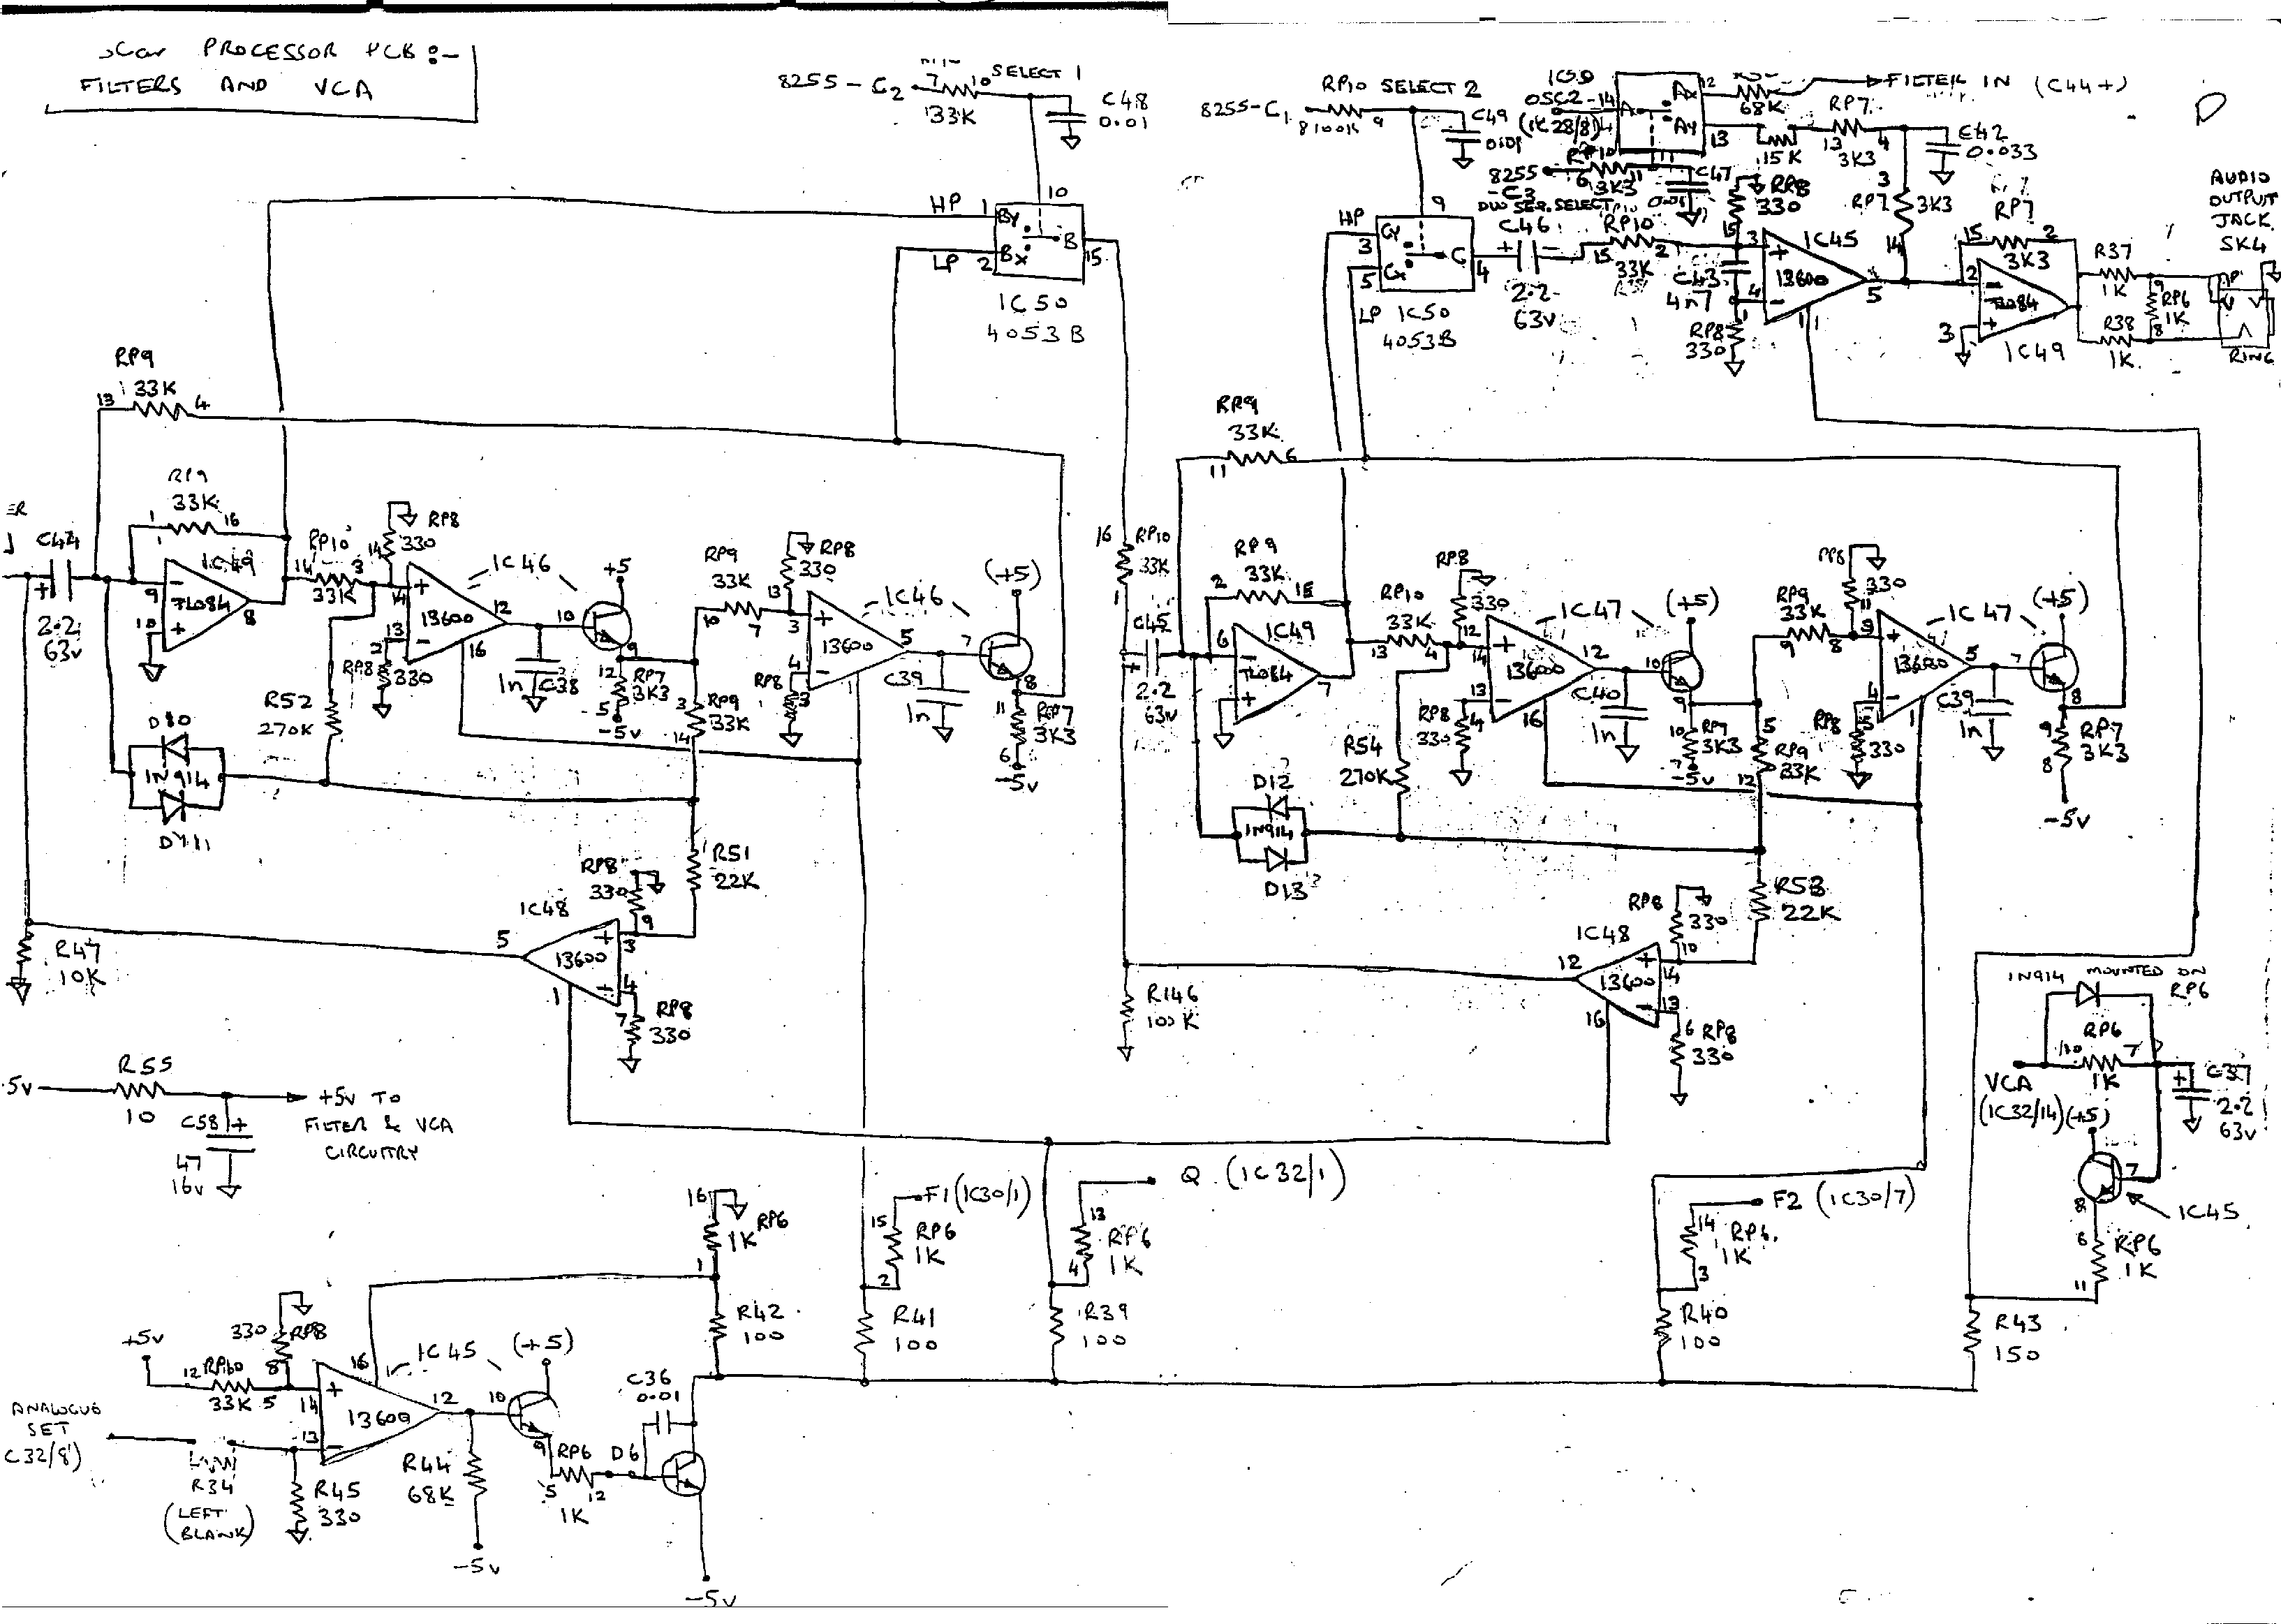 PROCESSOR PCB :-
FILTERS AND VCA
8255 - C2
7
10
SELECT 1
33K
C48
0.01
8255-C1
RP10
SELECT 2
8
100K
9
C49
IC50
OSC2 -
14
(IC28/8)
Ax
Ay
12
13
68K
FILTER IN (C44+)
15K
RP7
13
3K3
4
C42
0.033
8255
-C3
RP10
6
3K3
11
C47
0.01
SELECT
HP
1
By
Bx
B
10
15
LP
2
IC50
4053B
HP
3
Cy
Cx
C
9
4
5
LP
IC50
4053B
C46
+
-
2.2
63v
RP10
15
33K
2
C43
4n7
RP8
330
15
3
+
4
-
IC45
13600
5
1
RP8
330
3
RP7
3K3
14
RP7
15
2
3K3
2
-
3
+
TL084
IC49
R37
1K
R38
1K
9
RP6
1K
8
AUDIO
OUTPUT
JACK
SK4
RING
RP9
33K
13
4
RP9
33K
1
16
C44
+
2.2
63v
IC49
9
-
10
+
TL084
8
RP10
14
3
33K
14
RP8
330
14
+
13
-
13600
12
16
2
RP8
330
IC46
10
+5
9
1n
C38
12
RP7
3K3
5
-5v
RP9
33K
10
7
13
RP8
330
3
+
4
-
13600
5
IC46
RP8
3
C39
1n
7
(+5)
8
11
RP7
3K3
6
-5v
3
RP9
33K
14
R52
270K
D10
1N914
D11
R51
22K
IC48
RP8
330
9
3
+
4
-
13600
5
1
7
RP8
330
R47
10K
16
RP10
33K
1
C45
+
2.2
63v
RP9
33K
11
6
RP9
33K
2
15
IC49
6
-
+
TL084
7
RP10
33K
13
4
RP8
330
12
14
+
13
-
13600
12
16
4
RP8
330
IC47
10
(+5)
9
C40
1n
10
RP7
3K3
7
-5v
RP9
33K
9
8
RP8
330
11
+
4
-
13600
5
1
IC47
RP8
5
330
C39
1n
7
(+5)
8
9
RP7
3K3
8
-5v
5
RP9
33K
12
R54
270K
D12
1N914
D13
R53
22K
IC48
RP8
330
10
14
+
13
-
13600
12
16
6
RP8
330
R146
100K
1N914
MOUNTED ON
RP6
RP6
10
7
1K
VCA
(IC32/14)
(+5)
+
C37
2.2
63v
7
8
IC45
6
RP6
1K
11
R43
150
5v
R55
10
+5v TO
FILTER & VCA
CIRCUITRY
C58
+
47
16v
16
RP6
1K
1
R42
100
F1 (IC30/1)
15
RP6
1K
2
R41
100
Q (IC32/1)
13
RP6
1K
4
R39
100
F2 (IC30/7)
14
RP6
1K
3
R40
100
+5v
12
RP10
33K
5
330
RP8
8
16
14
+
13
-
13600
12
IC45
10
(+5)
9
ANALOGUE
SET
C32/8)
R34
(LEFT
BLANK)
R45
330
R44
68K
-5v
RP6
5
12
1K
D6
C36
0.01
-5v